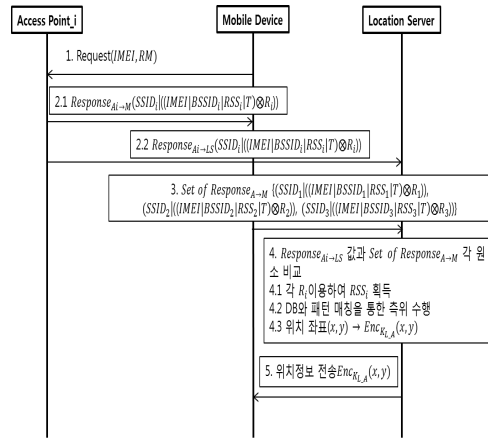 Access Point_i
Mobile Device
Location Server
1. Request(IMEI,RM)
2.1 Response_{Ai→M}(SSID_i|((IMEI|BSSID_i|RSS_i|T)⊗R_i))
2.2 Response_{Ai→LS}(SSID_i|((IMEI|BSSID_i|RSS_i|T)⊗R_i))
3. Set of Response_{A→M} {(SSID_1|((IMEI|BSSID_1|RSS_1|T)⊗R_1)),
(SSID_2|((IMEI|BSSID_2|RSS_2|T)⊗R_2)), (SSID_3|((IMEI|BSSID_3|RSS_3|T)⊗R_3))}
4. Response_{Ai→LS} 값과 Set of Response_{A→M} 각 원
소 비교
4.1 각 R_i이용하여 RSS_i 획득
4.2 DB와 패턴 매칭을 통한 측위 수행
4.3 위치 좌표(x,y) → Enc_{K_{L_A}}(x,y)
5. 위치정보 전송Enc_{K_{L_A}}(x,y)